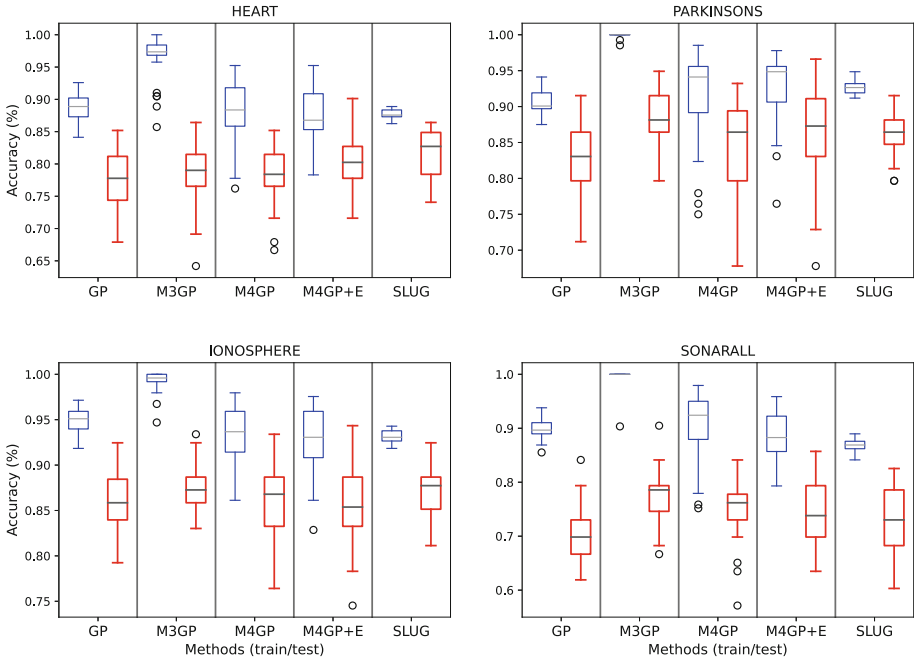 HEART
PARKINSONS
1.00
0.95
0.90
0.85
0.80
0.75
0.70
0.65
Accuracy (%)
GP M3GP M4GP M4GP+E SLUG
1.00
0.95
0.90
0.85
0.80
0.75
0.70
GP M3GP M4GP M4GP+E SLUG
IONOSPHERE
SONARALL
1.00
0.95
0.90
0.85
0.80
0.75
Accuracy (%)
GP M3GP M4GP M4GP+E SLUG
Methods (train/test)
1.0
0.9
0.8
0.7
0.6
GP M3GP M4GP M4GP+E SLUG
Methods (train/test)